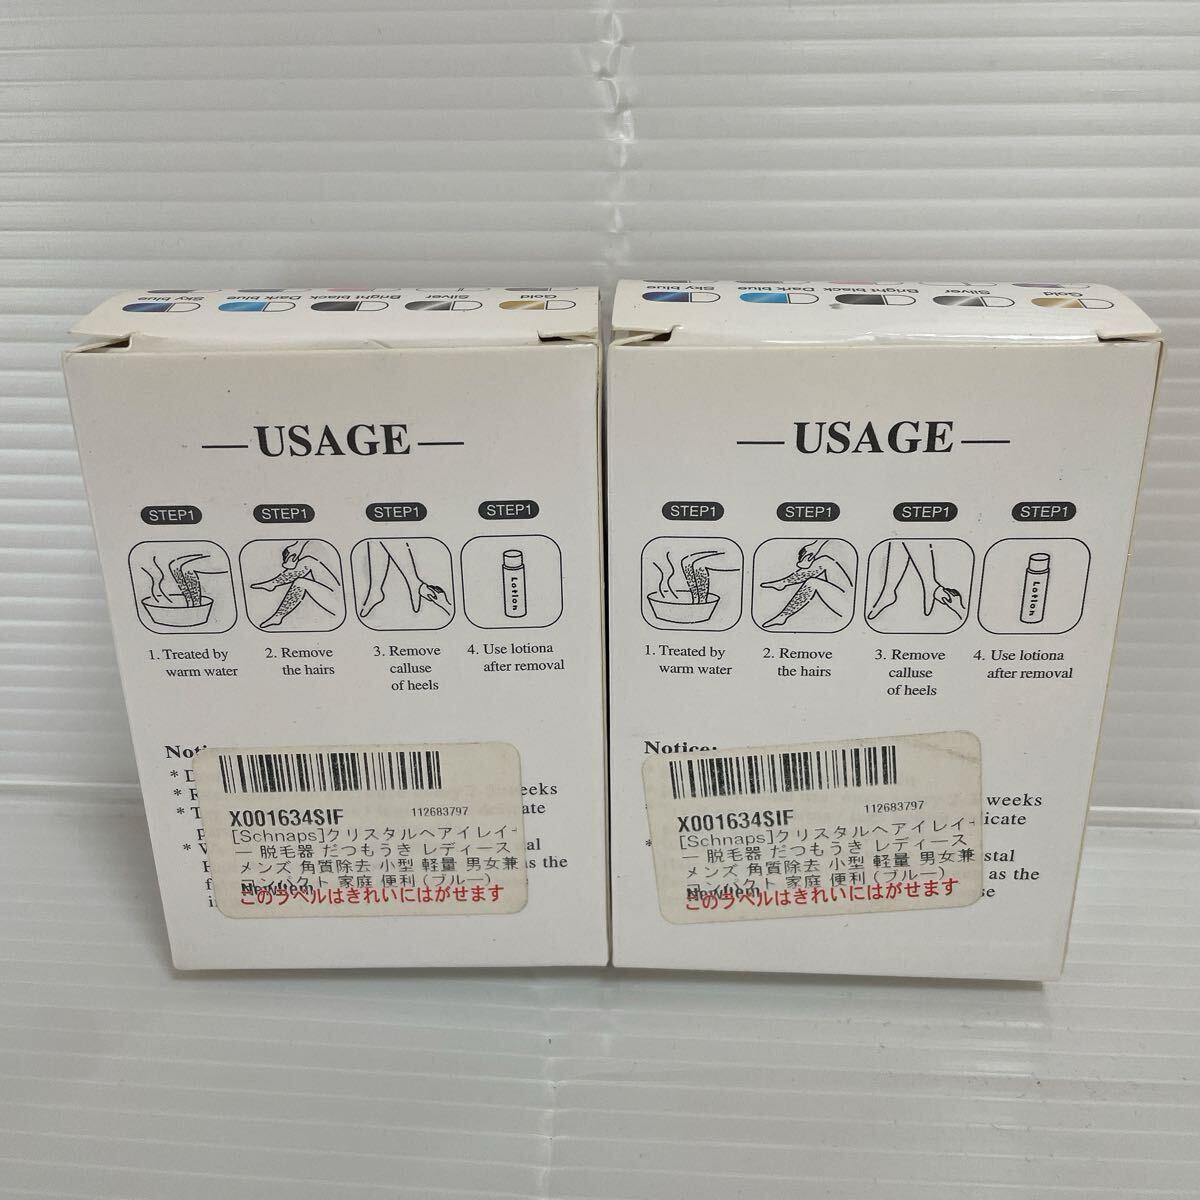 Gold
Silver
Bright black
Dark blue
Sky blue
— USAGE —
STEP1
STEP1
STEP1
STEP1
Lotion
1. Treated by
warm water
2. Remove
the hairs
3. Remove
calluse
of heels
4. Use lotiona
after removal
X001634SIF
112683797
[Schnaps]クリスタルヘアイレイ-
ー 脱毛器 だつもうき レディース
メンズ 角質除去 小型 軽量 男女兼
コンパクト 家庭 便利 (ブルー)
New Item
このラベルはきれいにはがせます
Gold
Silver
Bright black
Dark blue
Sky blue
— USAGE —
STEP1
STEP1
STEP1
STEP1
Lotion
1. Treated by
warm water
2. Remove
the hairs
3. Remove
calluse
of heels
4. Use lotiona
after removal
Notice:
weeks
as the
X001634SIF
112683797
[Schnaps]クリスタルヘアイレイ-
ー 脱毛器 だつもうき レディース
メンズ 角質除去 小型 軽量 男女兼
コンパクト 家庭 便利 (ブルー)
New Item
このラベルはきれいにはがせます